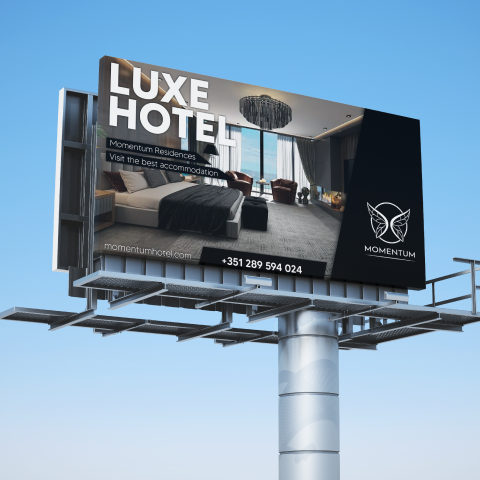 LUXE
HOTEL
Momentum Residences
Visit the best accommodation
momentumhotel.com
+351 289 594 024
MOMENTUM